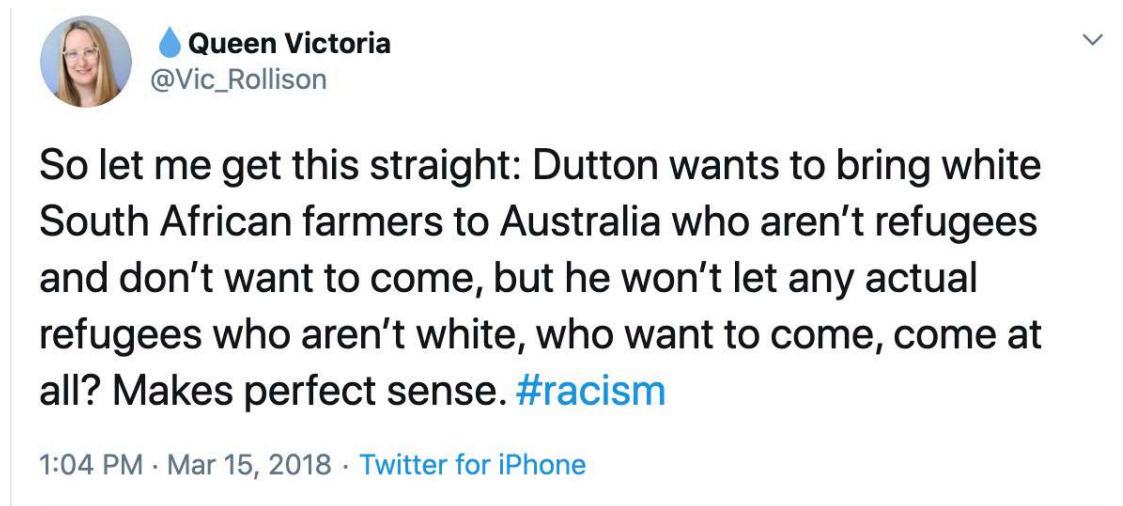 Queen Victoria
@Vic_Rollison
So let me get this straight: Dutton wants to bring white
South African farmers to Australia who aren’t refugees
and don’t want to come, but he won’t let any actual
refugees who aren’t white, who want to come, come at
all? Makes perfect sense. #racism
1:04 PM · Mar 15, 2018 · Twitter for iPhone